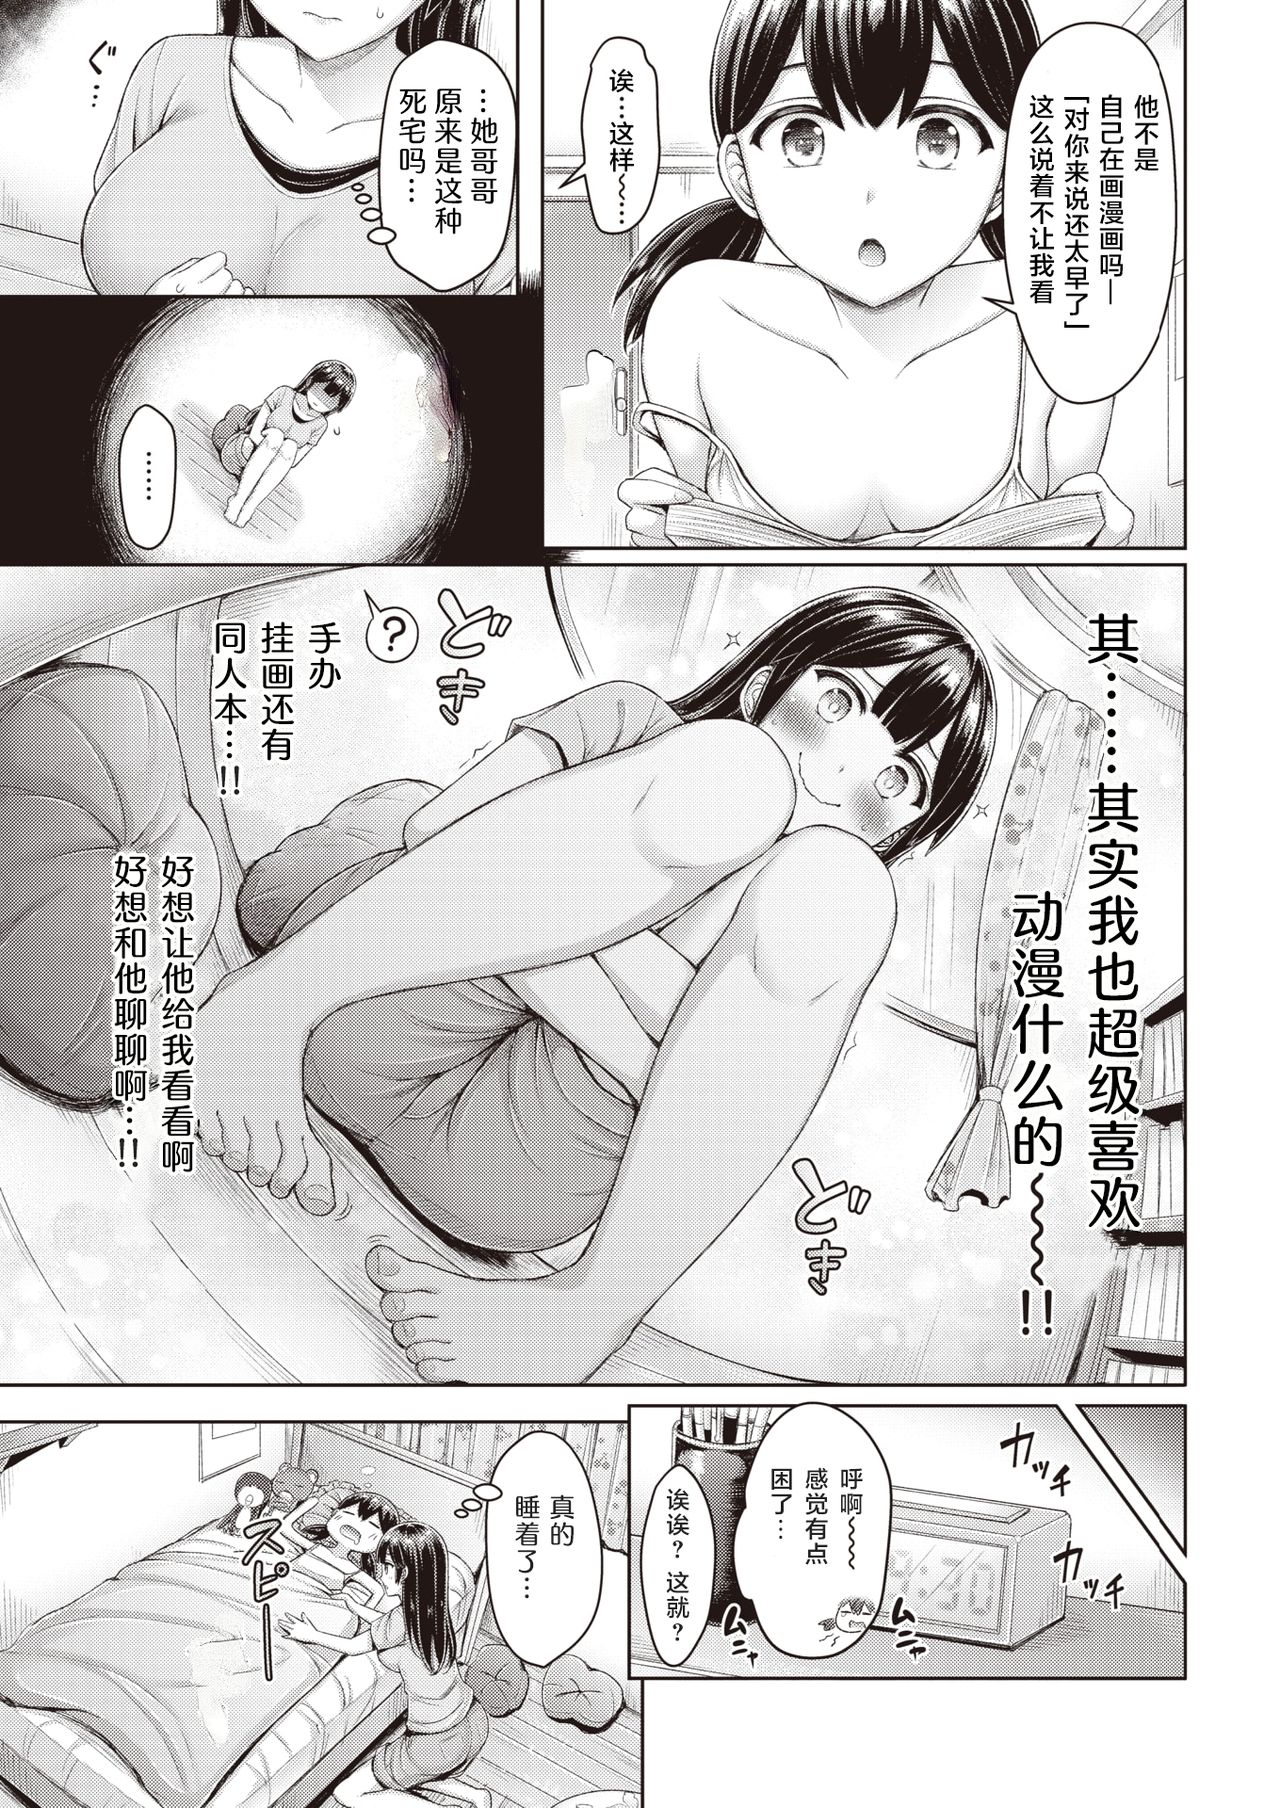 他不是
自己在画漫画吗—
「对你来说还太早了」
这么说着不让我看
诶…这样～…
…她哥哥
原来是这种
死宅吗…
ぐ…
……
其……其实我也超级喜欢
动漫什么的～～!!
どき
?
手办
挂画还有
同人本…!!
好想让他给我看看啊
好想和他聊聊啊…!!
どき
カッチ
カッチ
9:30
呼啊～
感觉有点
困了…
ムニャ
ムニャ
诶诶？这就？
真的
睡着了…
スピー